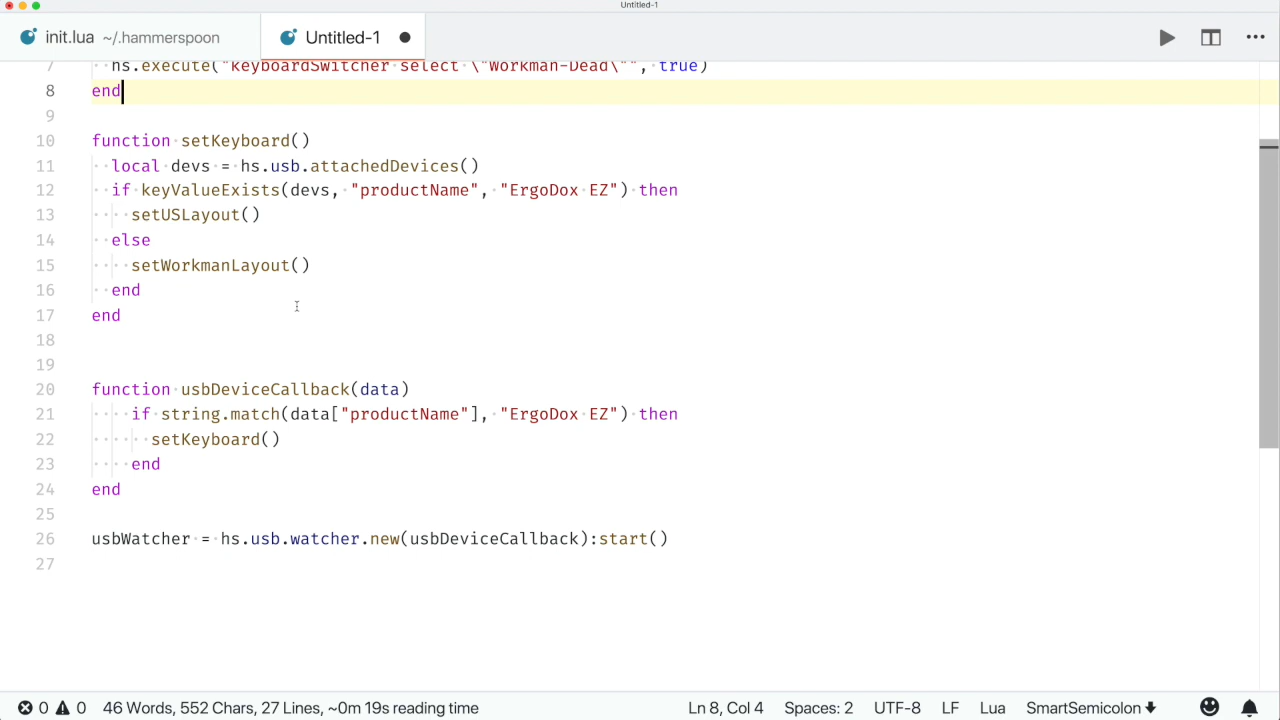 Untitled-1
init.lua ~/.hammerspoon
Untitled-1
7 hs.execute("keyboardSwitcher select \"Workman-Dead\"", true)
8 end
9
10 function setKeyboard()
11 local devs = hs.usb.attachedDevices()
12 if keyValueExists(devs, "productName", "ErgoDox EZ") then
13 setUSLayout()
14 else
15 setWorkmanLayout()
16 end
17 end
18
19
20 function usbDeviceCallback(data)
21 if string.match(data["productName"], "ErgoDox EZ") then
22 setKeyboard()
23 end
24 end
25
26 usbWatcher = hs.usb.watcher.new(usbDeviceCallback):start()
27
0 0 46 Words, 552 Chars, 27 Lines, ~0m 19s reading time Ln 8, Col 4 Spaces: 2 UTF-8 LF Lua SmartSemicolon